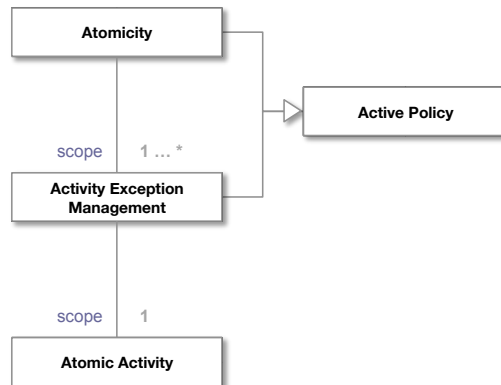 Atomicity
Active Policy
scope 1 ... *
Activity Exception
Management
scope 1
Atomic Activity